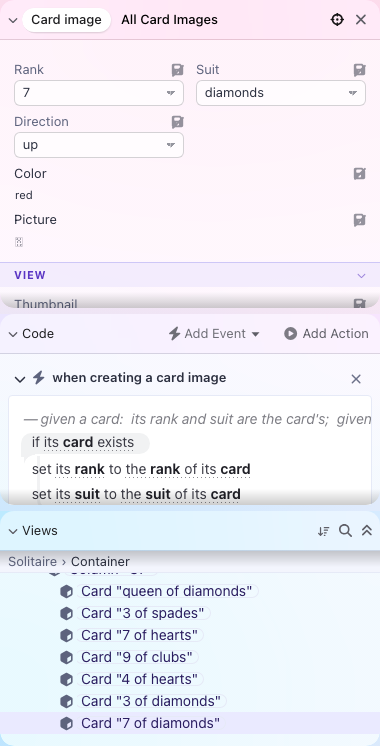 Card image All Card Images
Rank Suit
7 diamonds
Direction
up
Color
red
Picture
VIEW
Thumbnail
Code Add Event Add Action
when creating a card image
— given a card: its rank and suit are the card's; given
if its card exists
set its rank to the rank of its card
set its suit to the suit of its card
Views
Solitaire › Container
Card "queen of diamonds"
Card "3 of spades"
Card "7 of hearts"
Card "9 of clubs"
Card "4 of hearts"
Card "3 of diamonds"
Card "7 of diamonds"